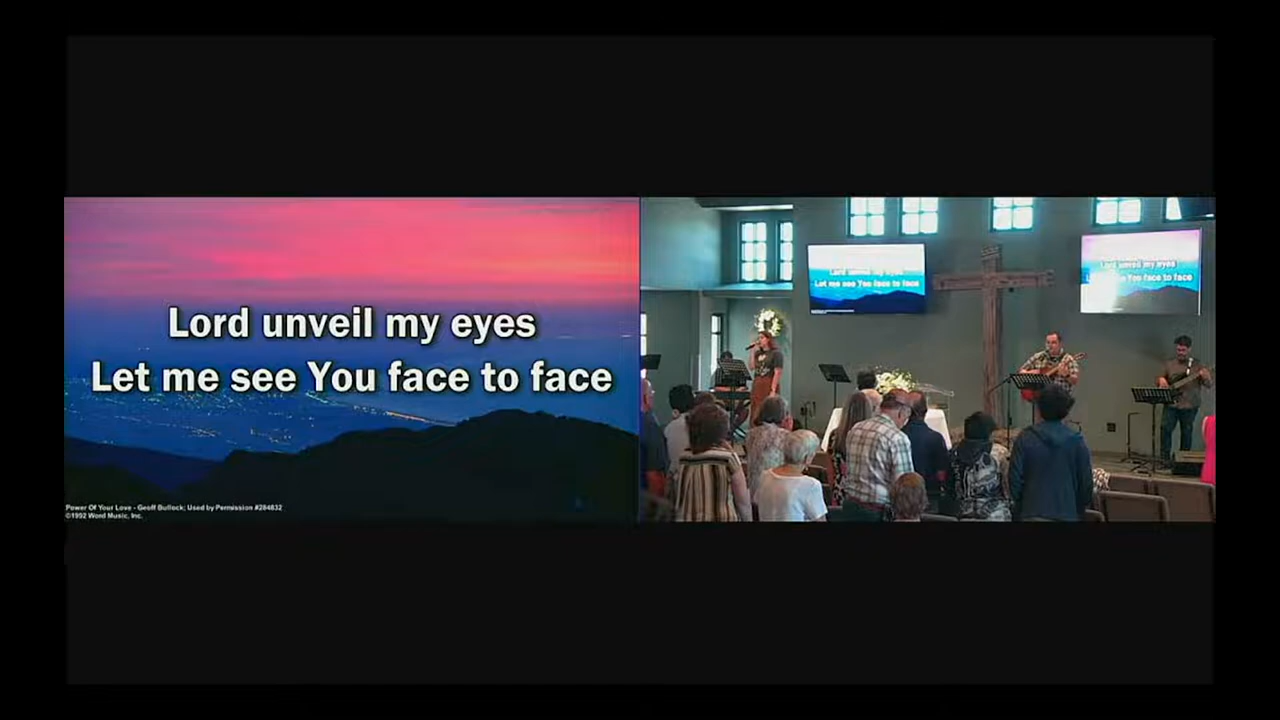 Lord unveil my eyes
Let me see You face to face
Power Of Your Love - Geoff Bullock; Used by Permission #284832
©1992 Word Music, Inc.
Lord unveil my eyes
Let me see You face to face
Lord unveil my eyes
see You face to face